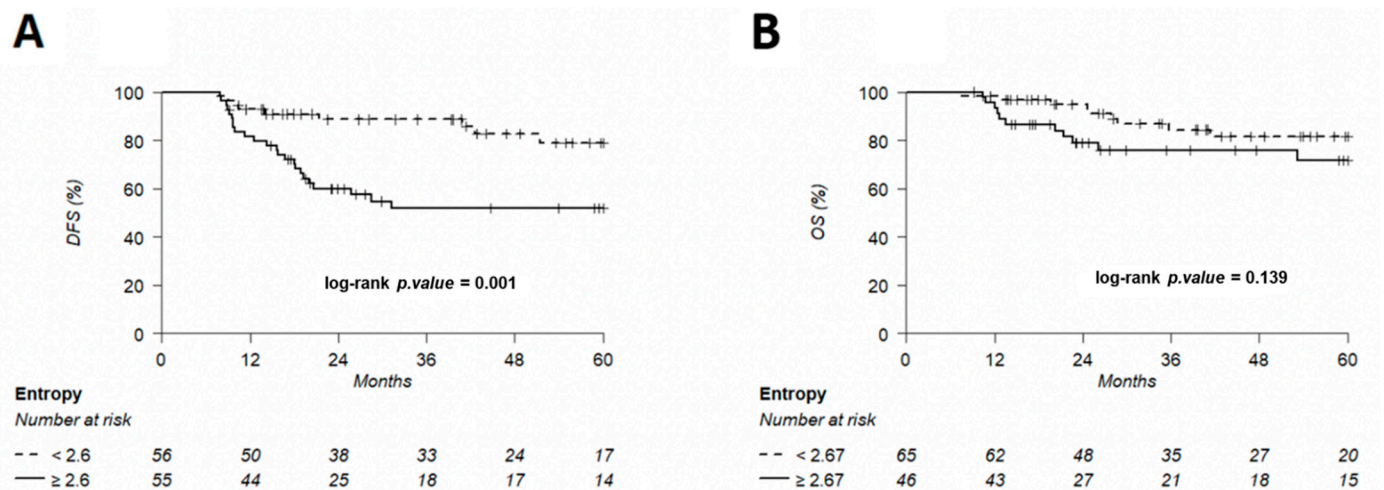 A
100
80
60
40
20
0
DFS (%)
log-rank p.value = 0.001
0 12 24 36 48 60
Months
Entropy
Number at risk
< 2.6 56 50 38 33 24 17
≥ 2.6 55 44 25 18 17 14
B
100
80
60
40
20
0
OS (%)
log-rank p.value = 0.139
0 12 24 36 48 60
Months
Entropy
Number at risk
< 2.67 65 62 48 35 27 20
≥ 2.67 46 43 27 21 18 15